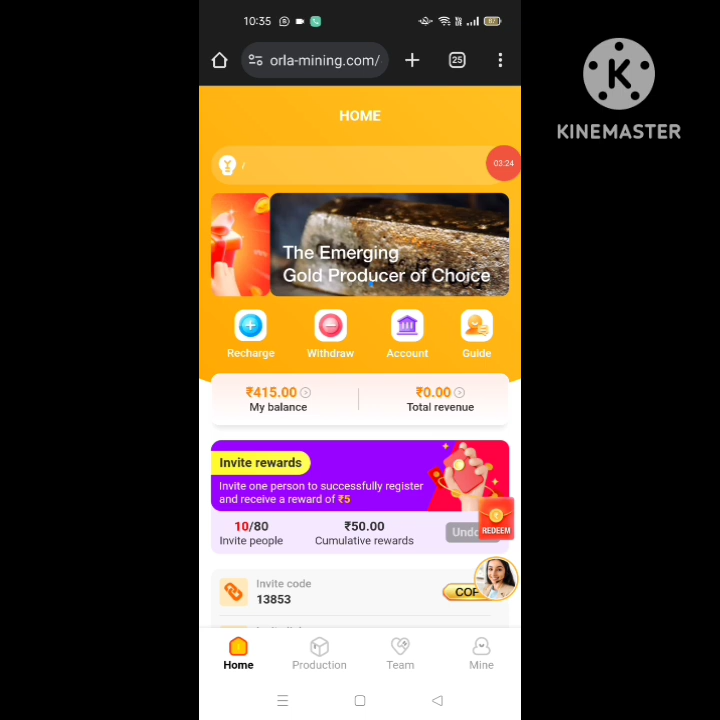 10:35
87
orla-mining.com/
25
K
KINEMASTER
HOME
/
03:24
The Emerging
Gold Producer of Choice
Recharge
Withdraw
Account
Guide
₹415.00
₹0.00
My balance
Total revenue
Invite rewards
Invite one person to successfully register
and receive a reward of ₹5
REDEEM
10/80
₹50.00
Invite people
Cumulative rewards
Invite code
13853
Home
Production
Team
Mine